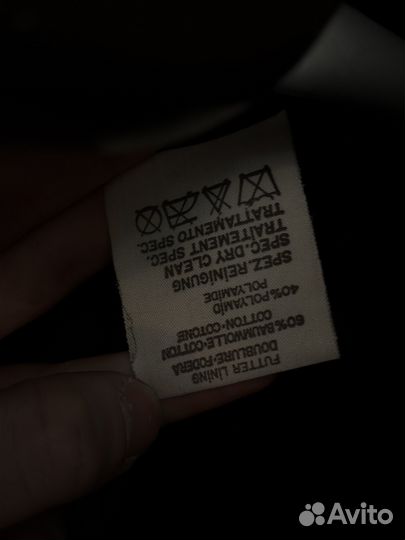 FUTTER LINING
DOUBLURE-FODERA
60%BAUMWOLLE-COTTON
COTTON-COTONE
40%POLYAMID
POLYAMIDE
SPEZ.REINIGUNG
SPEC.DRY CLEAN
TRAITEMENT SPEC.
TRATTAMENTO SPEC.
Avito